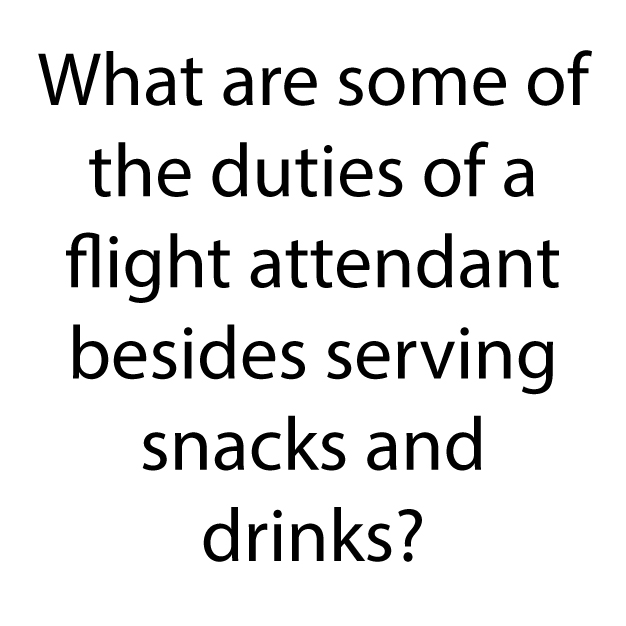 What are some of
the duties of a
flight attendant
besides serving
snacks and
drinks?